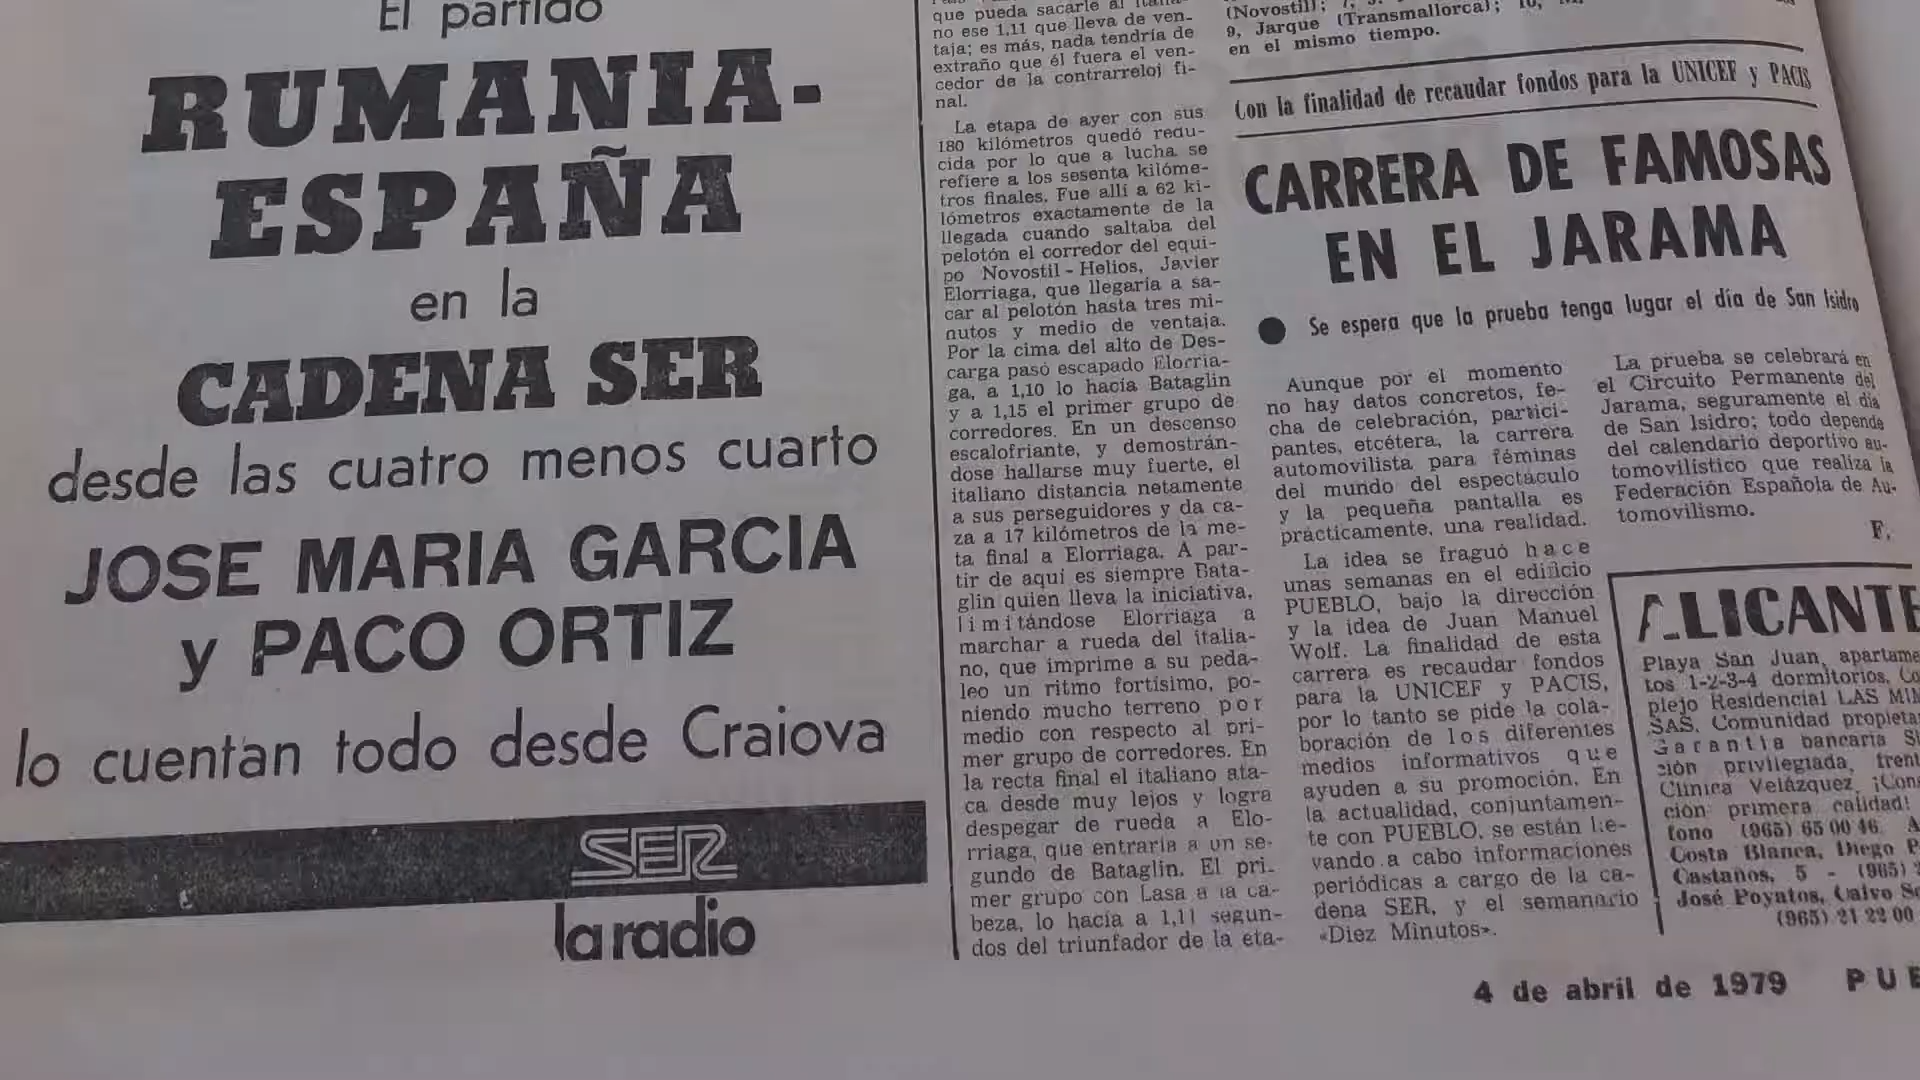 El partido
RUMANIA-
ESPAÑA
en la
CADENA SER
desde las cuatro menos cuarto
JOSE MARIA GARCIA
y PACO ORTIZ
lo cuentan todo desde Craiova
SER
la radio
que pueda sacarle al
no ese 1,11 que lleva de ven-
taja; es más, nada tendría de
extraño que él fuera el ven-
cedor de la contrarreloj fi-
nal.
La etapa de ayer con sus
180 kilómetros quedó redu-
cida por lo que a lucha se
refiere a los sesenta kilóme-
tros finales. Fue allí a 62 ki-
lómetros exactamente de la
llegada cuando saltaba del
pelotón el corredor del equi-
po Novostil - Helios, Javier
Elorriaga, que llegaría a sa-
car al pelotón hasta tres mi-
nutos y medio de ventaja.
Por la cima del alto de Des-
carga pasó escapado Elorria-
ga, a 1,10 lo hacía Bataglin
y a 1,15 el primer grupo de
corredores. En un descenso
escalofriante, y demostrán-
dose hallarse muy fuerte, el
italiano distancia netamente
a sus perseguidores y da ca-
za a 17 kilómetros de la me-
ta final a Elorriaga. A par-
tir de aquí es siempre Bata-
glin quien lleva la iniciativa,
limitándose Elorriaga a
marchar a rueda del italia-
no, que imprime a su peda-
leo un ritmo fortísimo, po-
niendo mucho terreno por
medio con respecto al pri-
mer grupo de corredores. En
la recta final el italiano ata-
ca desde muy lejos y logra
despegar de rueda a Elo-
rriaga, que entraría a un se-
gundo de Bataglin. El pri-
mer grupo con Lasa a la ca-
beza, lo hacía a 1,11 segun-
dos del triunfador de la eta-
(Novostil);
9, Jarque (Transmallorca);
en el mismo tiempo.
Con la finalidad de recaudar fondos para la UNICEF y PACIS
CARRERA DE FAMOSAS
EN EL JARAMA
● Se espera que la prueba tenga lugar el día de San Isidro
Aunque por el momento
no hay datos concretos, fe-
cha de celebración, partici-
pantes, etcétera, la carrera
automovilista para féminas
del mundo del espectáculo
y la pequeña pantalla es
prácticamente, una realidad.
La idea se fraguó hace
unas semanas en el edificio
PUEBLO, bajo la dirección
y la idea de Juan Manuel
Wolf. La finalidad de esta
carrera es recaudar fondos
para la UNICEF y PACIS,
por lo tanto se pide la cola-
boración de los diferentes
medios informativos que
ayuden a su promoción. En
la actualidad, conjuntamen-
te con PUEBLO, se están lle-
vando a cabo informaciones
periódicas a cargo de la ca-
dena SER, y el semanario
«Diez Minutos».
La prueba se celebrará en
el Circuito Permanente del
Jarama, seguramente el día
de San Isidro; todo depende
del calendario deportivo au-
tomovilístico que realiza la
Federación Española de Au-
tomovilismo.
F.
ALICANTE
Playa San Juan, apartame
tos 1-2-3-4 dormitorios. Co
plejo Residencial LAS MIM
SAS. Comunidad propieta
Garantía bancaria
ción privilegiada, frent
Clínica Velázquez ¡Cons
ción primera calidad!
fono (965) 65 00 46. A
Costa Blanca, Diego P
Castaños, 5 - (965)
José Poyatos, Calvo So
(965) 21 22 00
4 de abril de 1979 PUE